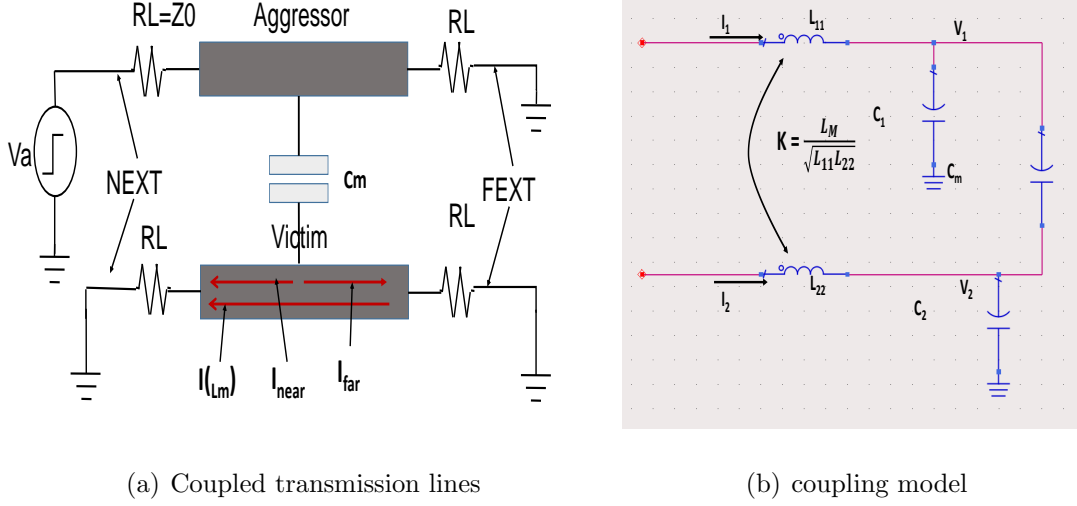 RL=Z0
Aggressor
RL
Va
NEXT
Cm
FEXT
RL
Victim
RL
I(Lm)
Inear
Ifar
(a) Coupled transmission lines
I1
L11
V1
C1
K = LM / √L11L22
Cm
I2
L22
V2
C2
(b) coupling model